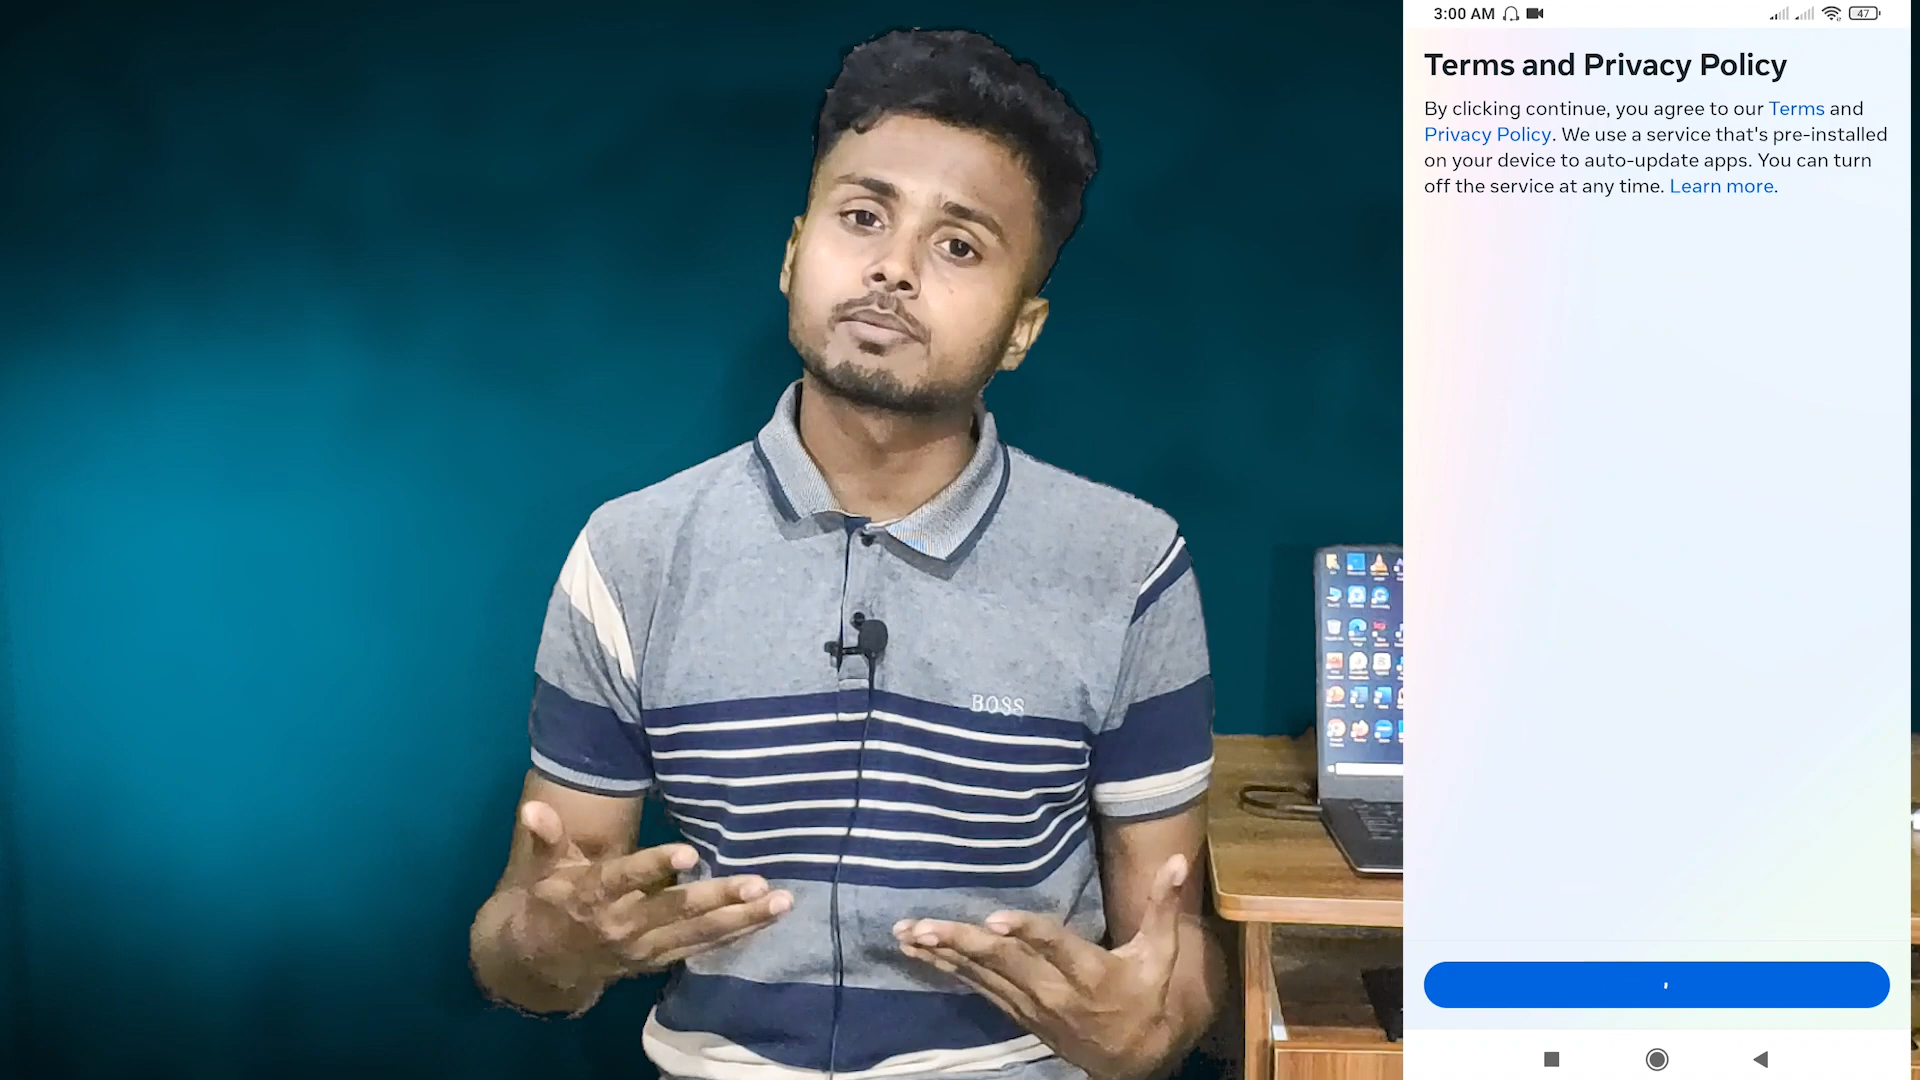 3:00 AM
47
Terms and Privacy Policy
By clicking continue, you agree to our Terms and
Privacy Policy. We use a service that's pre-installed
on your device to auto-update apps. You can turn
off the service at any time. Learn more.
BOSS